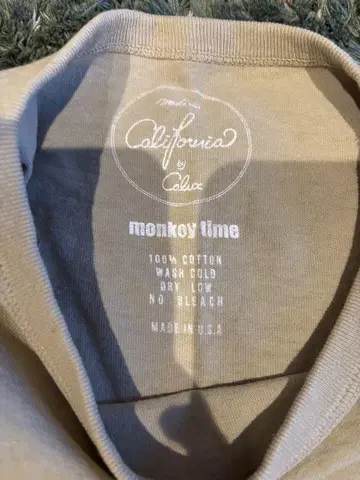 made in
California
by
Calux
monkey time
100% COTTON
WASH COLD
DRY LOW
NO BLEACH
MADE IN U.S.A